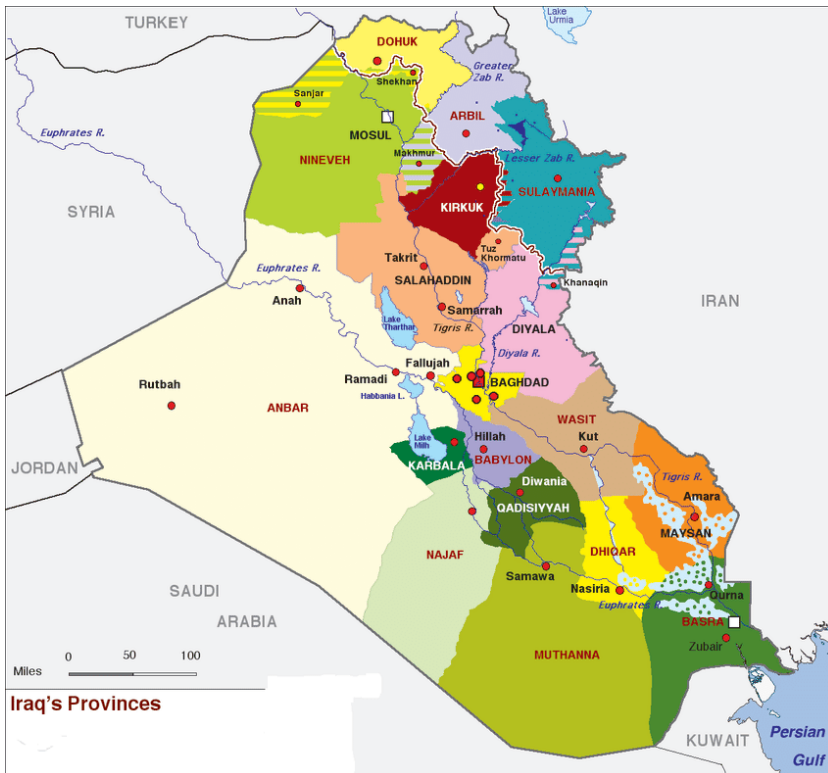 TURKEY
Lake
Urmia
DOHUK
Shekhan
Greater
Zab R.
Sanjar
ARBIL
MOSUL
Euphrates R.
Makhmur
Lesser Zab R.
NINEVEH
SULAYMANIA
KIRKUK
SYRIA
Tuz
Khormatu
Takrit
Euphrates R.
SALAHADDIN
Khanaqin
Anah
IRAN
Samarrah
Lake
Tharthar
Tigris R.
DIYALA
Diyala R.
Fallujah
Ramadi
BAGHDAD
Rutbah
Habbania L.
ANBAR
WASIT
Lake
Milh
Hillah
Kut
KARBALA
BABYLON
JORDAN
Tigris R.
Diwania
Amara
QADISIYYAH
MAYSAN
NAJAF
DHIQAR
Samawa
SAUDI
ARABIA
Nasiria
Qurna
Euphrates R.
BASRA
Zubair
MUTHANNA
Miles
0 50 100
Iraq's Provinces
KUWAIT
Persian
Gulf